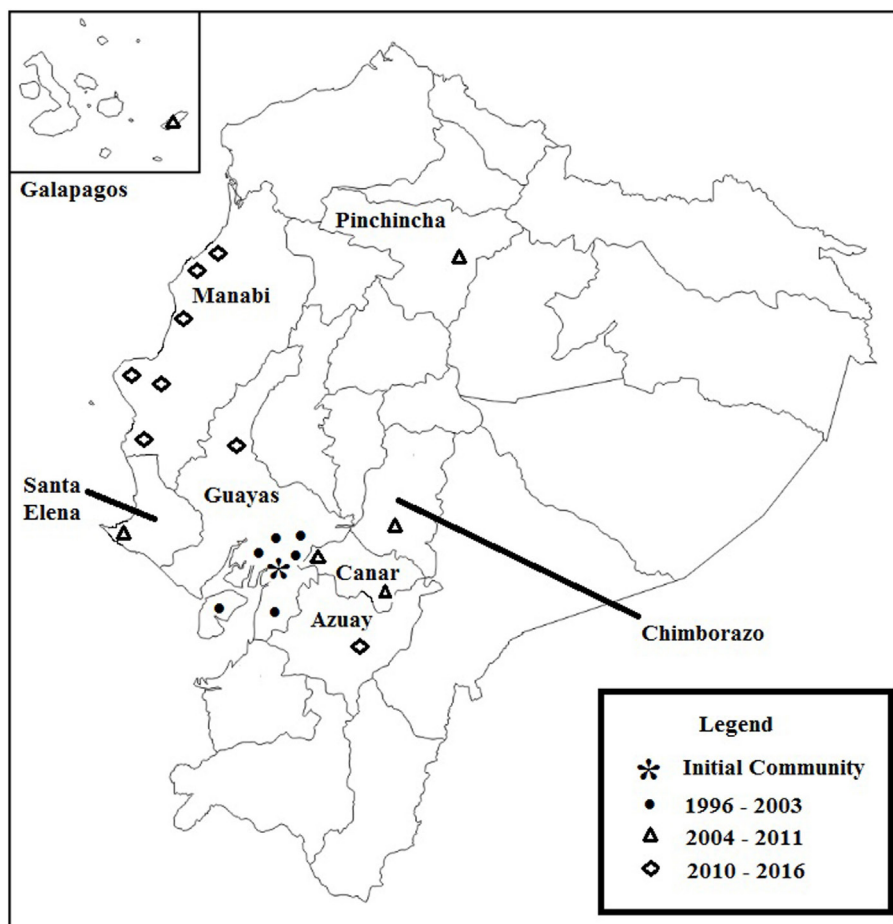 Galapagos
Pinchincha
Manabi
Santa
Elena
Guayas
Canar
Azuay
Chimborazo
Legend
Initial Community
1996 - 2003
2004 - 2011
2010 - 2016